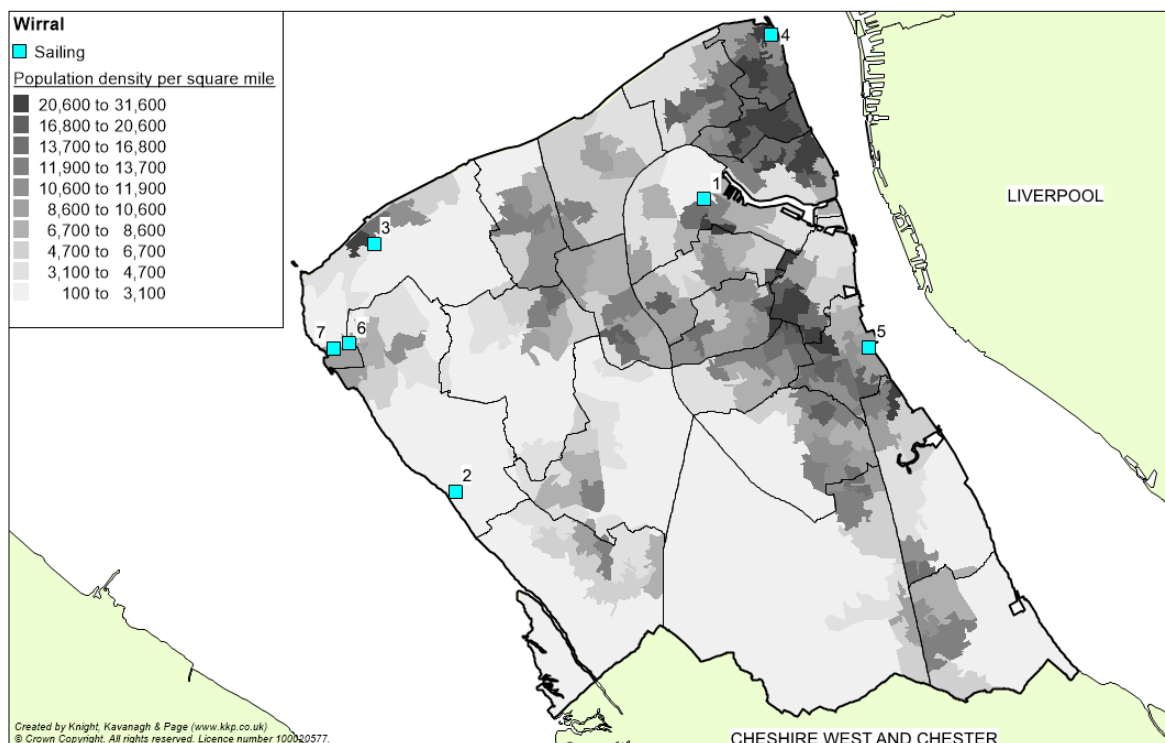 Wirral
Sailing
Population density per square mile
20,600 to 31,600
16,800 to 20,600
13,700 to 16,800
11,900 to 13,700
10,600 to 11,900
8,600 to 10,600
6,700 to 8,600
4,700 to 6,700
3,100 to 4,700
100 to 3,100
4
1
LIVERPOOL
3
7
6
5
2
Created by Knight, Kavanagh & Page (www.kkp.co.uk)
© Crown Copyright. All rights reserved. Licence number 100020577.
CHESHIRE WEST AND CHESTER